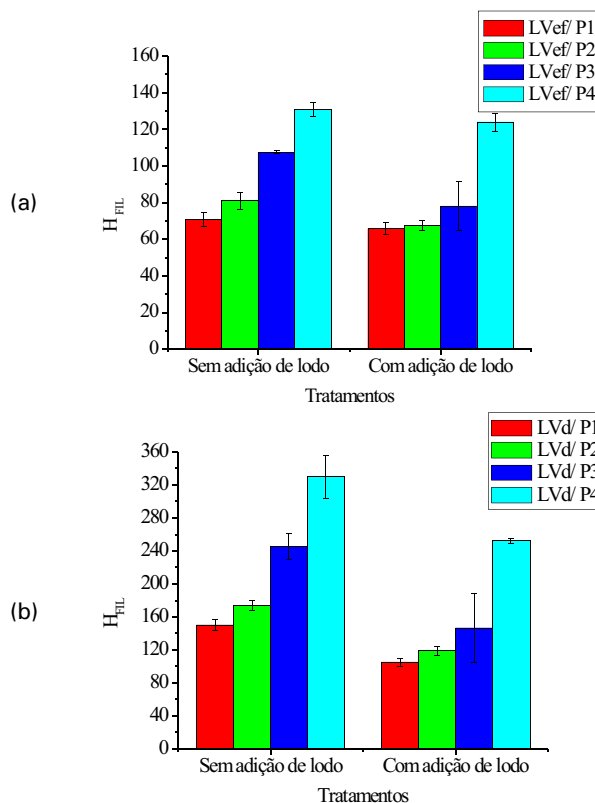 LVef/ P1
LVef/ P2
LVef/ P3
LVef/ P4
(a)
H FIL
160
140
120
100
80
60
40
20
0
Sem adição de lodo
Com adição de lodo
Tratamentos
LVd/ P1
LVd/ P2
LVd/ P3
LVd/ P4
(b)
H FIL
360
320
280
240
200
160
120
80
40
0
Sem adição de lodo
Com adição de lodo
Tratamentos